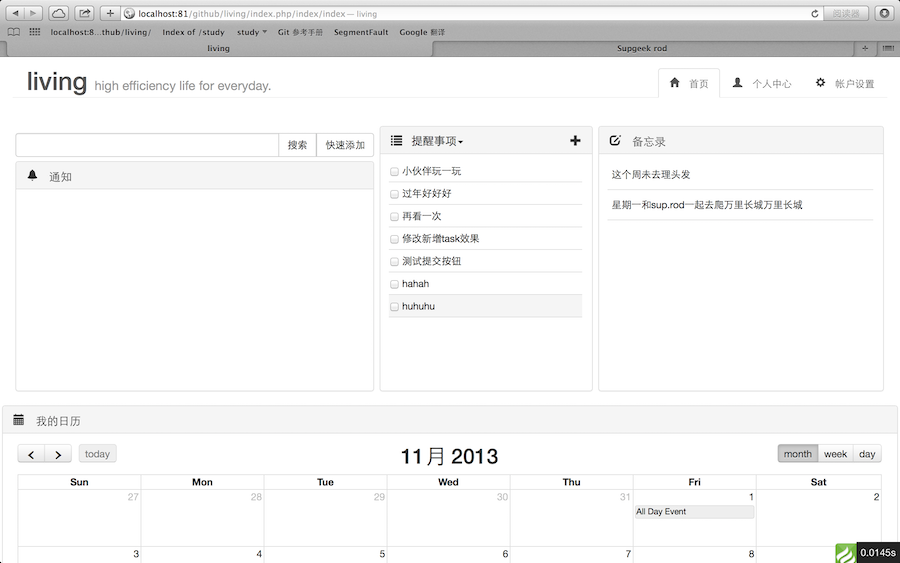 localhost:81/github/living/index.php/index/index — living
阅读器
localhost:8...thub/living/ Index of /study study Git 参考手册 SegmentFault Google 翻译
living Supgeek rod
living high efficiency life for everyday.
首页 个人中心 帐户设置
搜索 快速添加
通知
提醒事项
小伙伴玩一玩
过年好好好
再看一次
修改新增task效果
测试提交按钮
hahah
huhuhu
备忘录
这个周未去理头发
星期一和sup.rod一起去爬万里长城万里长城
我的日历
today 11月 2013 month week day
Sun Mon Tue Wed Thu Fri Sat
27 28 29 30 31 1 2
All Day Event
3 4 5 6 7 8
0.0145s